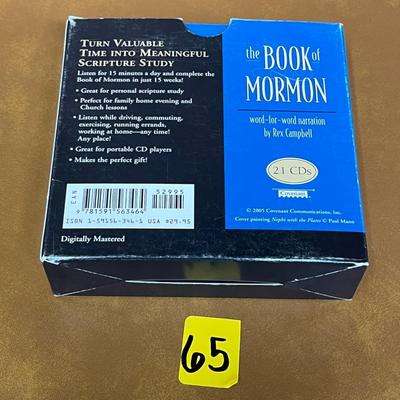 TURN VALUABLE
TIME INTO MEANINGFUL
SCRIPTURE STUDY
Listen for 15 minutes a day and complete the
Book of Mormon in just 15 weeks!
• Great for personal scripture study
• Perfect for family home evening and
Church lessons
• Listen while driving, commuting,
exercising, running errands,
working at home—any time!
Any place!
• Great for portable CD players
• Makes the perfect gift!
EAN
52995
9 781591 563464
ISBN 1-59156-346-1 USA $29.95
Digitally Mastered
the BOOK of
MORMON
word-for-word narration
by Rex Campbell
21 CDs
Covenant
© 2005 Covenant Communications, Inc.
Cover painting Nephi with the Plates © Paul Mann
65